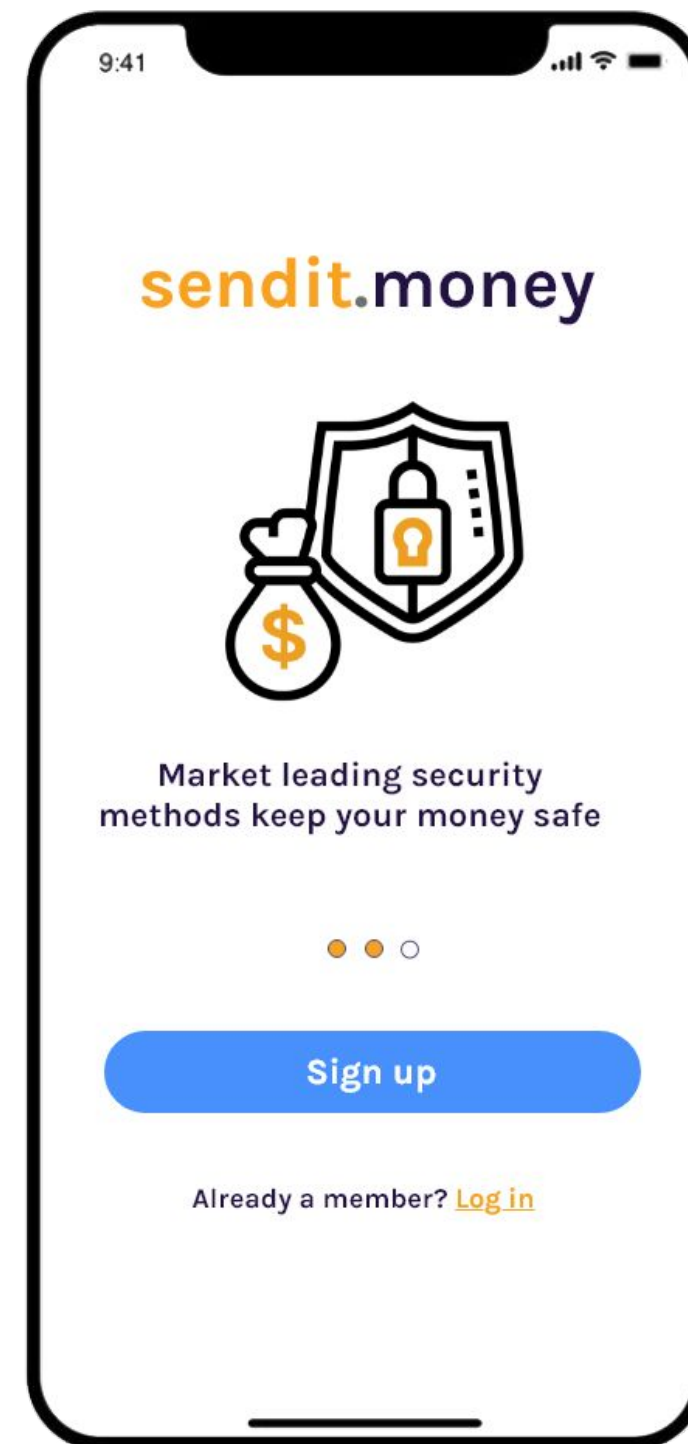 9:41
sendit.money
$
Market leading security
methods keep your money safe
Sign up
Already a member? Log in